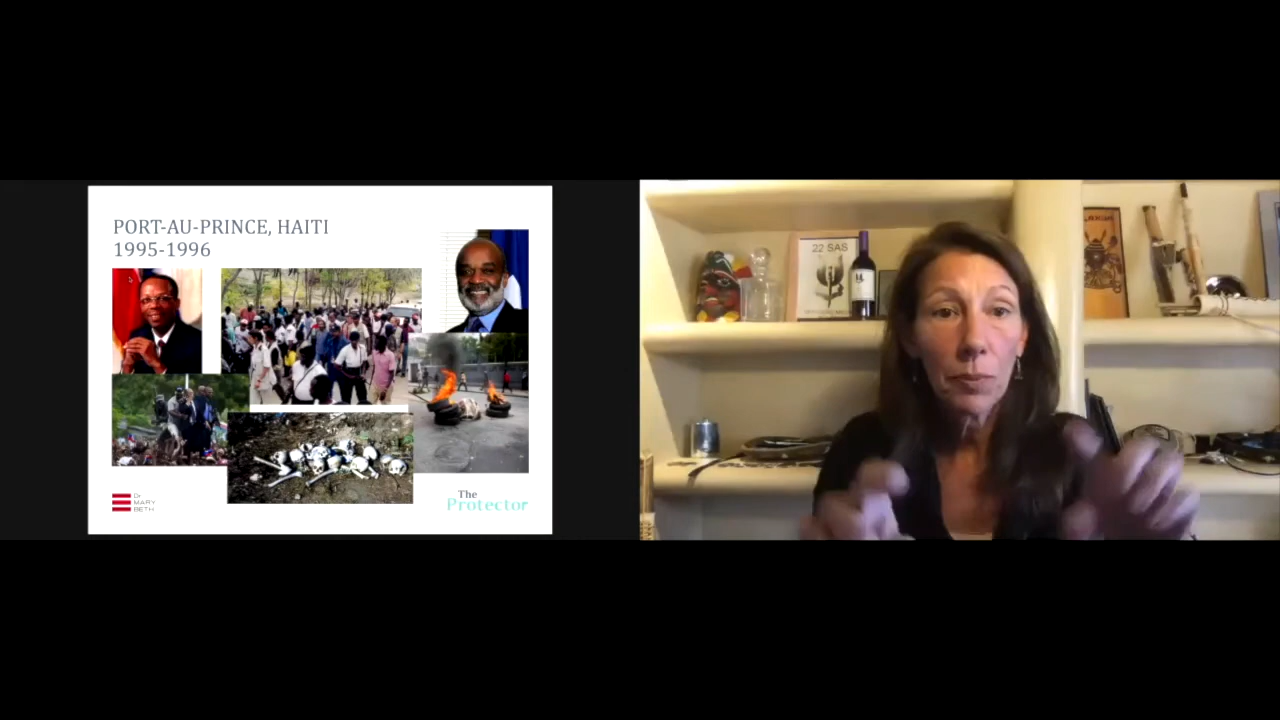 PORT-AU-PRINCE, HAITI
1995-1996
Dr
MARY
BETH
The
Protector
22 SAS